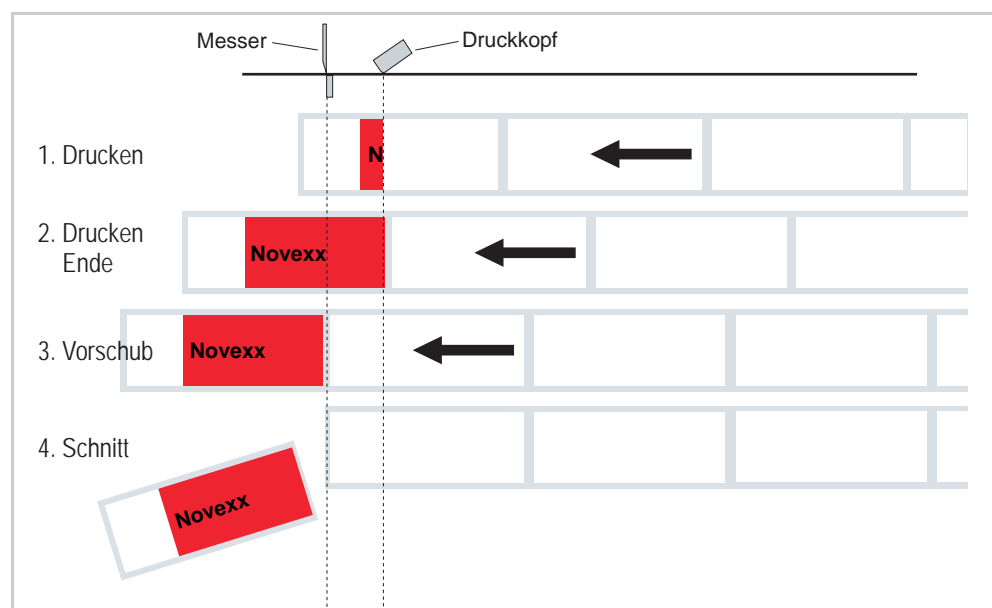 Messer
Druckkopf
1. Drucken
N
2. Drucken
Ende
Novexx
3. Vorschub
Novexx
4. Schnitt
Novexx